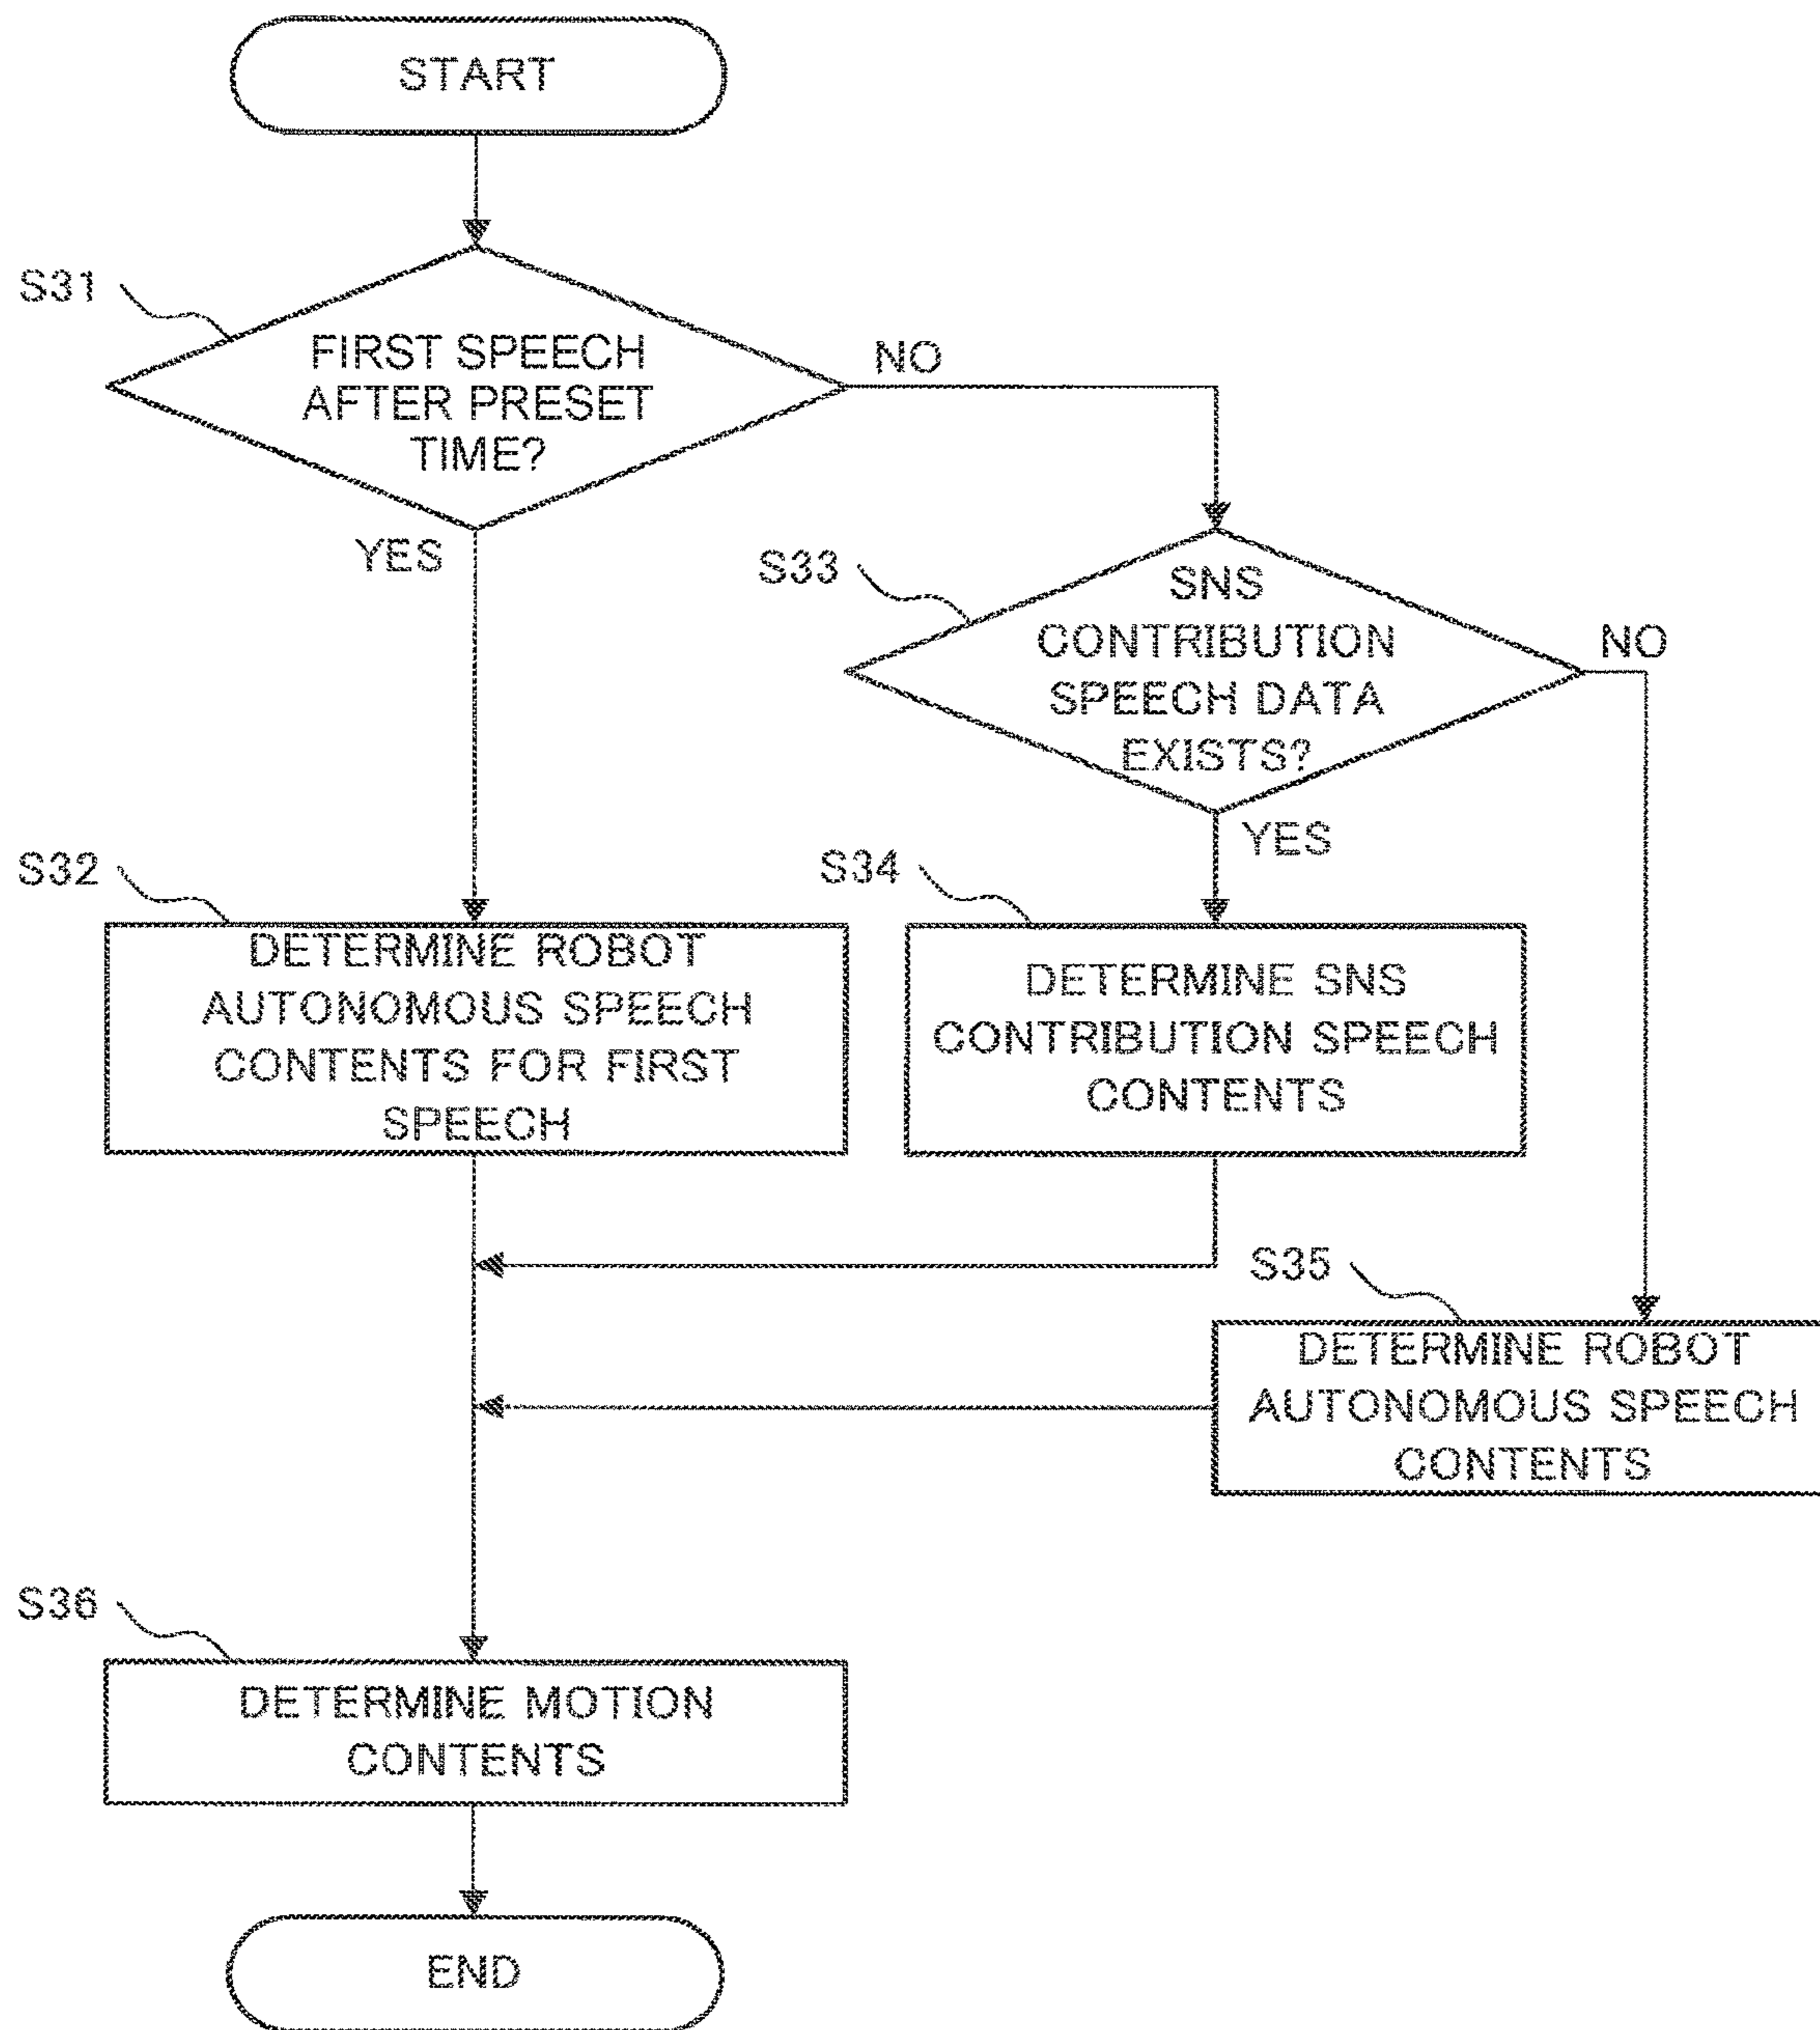 START
S31
FIRST SPEECH
AFTER PRESET
TIME?
NO
YES
S33
SNS
CONTRIBUTION
SPEECH DATA
EXISTS?
NO
YES
S32
DETERMINE ROBOT
AUTONOMOUS SPEECH
CONTENTS FOR FIRST
SPEECH
S34
DETERMINE SNS
CONTRIBUTION SPEECH
CONTENTS
S35
DETERMINE ROBOT
AUTONOMOUS SPEECH
CONTENTS
S36
DETERMINE MOTION
CONTENTS
END